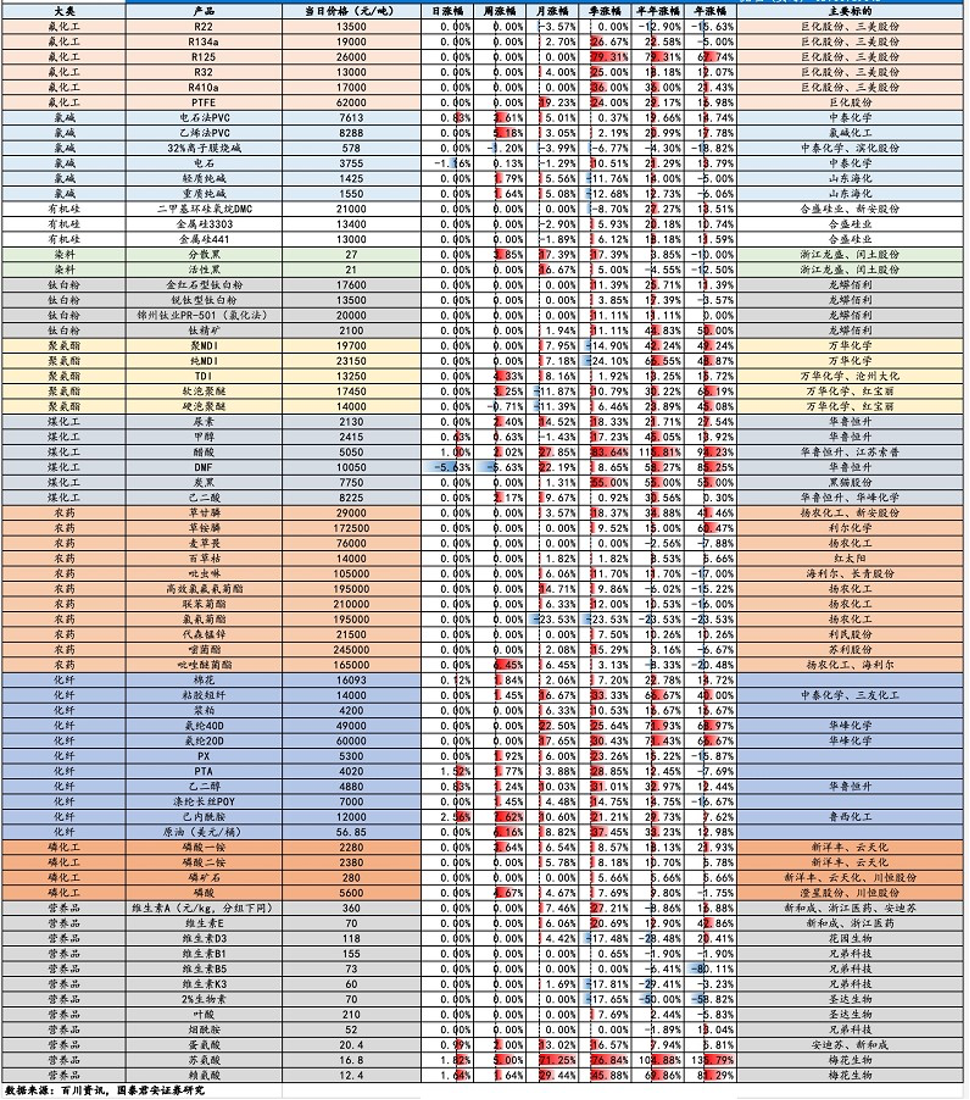 大类 产品 当日价格（元/吨） 日涨幅 周涨幅 月涨幅 季涨幅 半年涨幅 年涨幅 主要标的
氟化工 R22 13500 0.00% 0.00% -3.57% 0.00% -12.90% -15.63% 巨化股份、三美股份
氟化工 R134a 19000 0.00% 0.00% 2.70% 26.67% 22.58% -5.00% 巨化股份、三美股份
氟化工 R125 26000 0.00% 0.00% 0.00% 79.31% 79.31% 67.74% 巨化股份、三美股份
氟化工 R32 13000 0.00% 0.00% 4.00% 25.00% 18.18% 12.07% 巨化股份、三美股份
氟化工 R410a 17000 0.00% 0.00% 0.00% 36.00% 36.00% 21.43% 巨化股份、三美股份
氟化工 PTFE 62000 0.00% 0.00% 19.23% 24.00% 29.17% 16.98% 巨化股份
氯碱 电石法PVC 7613 0.83% 3.61% 5.01% 0.37% 19.66% 14.74% 中泰化学
氯碱 乙烯法PVC 8288 0.00% 5.18% 3.05% 2.19% 20.99% 17.78% 氯碱化工
氯碱 32%离子膜烧碱 578 0.00% -1.20% -3.99% -6.77% -4.30% -18.82% 中泰化学、滨化股份
氯碱 电石 3755 -1.16% 0.13% -1.29% 10.51% 21.29% 13.79% 中泰化学
氯碱 轻质纯碱 1425 0.00% 1.79% 5.56% -11.76% 14.00% -5.00% 山东海化
氯碱 重质纯碱 1550 0.00% 1.64% 5.08% -12.68% 12.73% -6.06% 山东海化
有机硅 二甲基环硅氧烷DMC 21000 0.00% 0.00% 0.00% -8.70% 27.27% 13.51% 合盛硅业、新安股份
有机硅 金属硅3303 13400 0.00% 0.00% -2.90% 5.93% 20.18% 10.74% 合盛硅业
有机硅 金属硅441 13000 0.00% 0.00% -1.89% 6.12% 18.18% 11.59% 合盛硅业
染料 分散黑 27 0.00% 3.85% 17.39% 17.39% 3.85% -10.00% 浙江龙盛、闰土股份
染料 活性黑 21 0.00% 0.00% 16.67% 5.00% -4.55% -12.50% 浙江龙盛、闰土股份
钛白粉 金红石型钛白粉 17600 0.00% 0.00% 0.00% 11.39% 25.71% 11.39% 龙蟒佰利
钛白粉 锐钛型钛白粉 13500 0.00% 0.00% 0.00% 3.85% 17.39% -3.57% 龙蟒佰利
钛白粉 锦州钛业PR-501（氯化法） 20000 0.00% 0.00% 0.00% 11.11% 11.11% 0.00% 龙蟒佰利
钛白粉 钛精矿 2100 0.00% 0.00% 1.94% 11.11% 44.83% 50.00% 龙蟒佰利
聚氨酯 聚MDI 19700 0.00% 0.00% 7.95% -14.90% 42.24% 49.24% 万华化学
聚氨酯 纯MDI 23150 0.00% 0.00% 7.18% -24.10% 66.55% 48.87% 万华化学
聚氨酯 TDI 13250 0.00% 4.33% 8.16% 1.92% 13.25% 15.72% 万华化学、沧州大化
聚氨酯 软泡聚醚 17450 0.00% 3.25% -11.87% 10.79% 30.22% 66.19% 万华化学、红宝丽
聚氨酯 硬泡聚醚 14000 0.00% -0.71% -11.39% 6.46% 23.89% 45.08% 万华化学、红宝丽
煤化工 尿素 2130 0.00% 2.40% 14.52% 18.33% 21.71% 27.54% 华鲁恒升
煤化工 甲醇 2415 0.63% 0.63% -1.43% 17.23% 45.05% 13.92% 华鲁恒升
煤化工 醋酸 5050 1.00% 2.02% 27.85% 83.64% 115.81% 94.23% 华鲁恒升、江苏索普
煤化工 DMF 10050 -5.63% -5.63% 22.19% 8.65% 58.27% 85.25% 华鲁恒升
煤化工 炭黑 7750 0.00% 0.00% 1.31% 55.00% 55.00% 55.00% 黑猫股份
煤化工 乙二酸 8225 0.00% 2.17% 9.67% 0.92% 30.56% 0.30% 华鲁恒升、华峰化学
农药 草甘膦 29000 0.00% 0.00% 3.57% 18.37% 34.88% 41.46% 扬农化工、新安股份
农药 草铵膦 172500 0.00% 0.00% 0.00% 9.52% 15.00% 60.47% 利尔化学
农药 麦草畏 76000 0.00% 0.00% 0.00% 0.00% -2.56% -7.88% 扬农化工
农药 百草枯 14000 0.00% 0.00% 1.82% 1.82% 8.53% 5.66% 红太阳
农药 吡虫啉 105000 0.00% 0.00% 6.06% 11.70% 11.70% -17.00% 海利尔、长青股份
农药 高效氯氟氰菊酯 195000 0.00% 0.00% 14.71% 9.86% -6.02% -15.22% 扬农化工
农药 联苯菊酯 210000 0.00% 0.00% 6.33% 12.00% 10.53% -16.00% 扬农化工
农药 氯氰菊酯 195000 0.00% 0.00% -23.53% -23.53% -23.53% -23.53% 扬农化工
农药 代森锰锌 21500 0.00% 0.00% 0.00% 7.50% 10.26% 10.26% 利民股份
农药 嘧菌酯 245000 0.00% 0.00% 2.08% 15.29% 3.16% -6.67% 苏利股份
农药 吡唑醚菌酯 165000 0.00% 6.45% 6.45% 3.13% -8.33% -20.48% 扬农化工、海利尔
化纤 棉花 16093 0.12% 1.84% 2.06% 7.20% 22.78% 14.72%
化纤 粘胶短纤 14000 0.00% 1.45% 16.67% 33.33% 66.67% 40.00% 中泰化学、三友化工
化纤 浆粕 4200 0.00% 0.00% 6.33% 10.53% 16.67% 16.67%
化纤 氨纶40D 49000 0.00% 0.00% 22.50% 25.64% 71.93% 68.97% 华峰化学
化纤 氨纶20D 60000 0.00% 0.00% 17.65% 30.43% 71.43% 66.67% 华峰化学
化纤 PX 5300 0.00% 1.92% 6.00% 23.26% 15.22% -15.87%
化纤 PTA 4020 1.52% 1.77% 3.88% 28.85% 12.45% -7.69%
化纤 乙二醇 4880 0.83% 1.24% 10.03% 31.01% 32.97% 12.44% 华鲁恒升
化纤 涤纶长丝POY 7000 0.00% 1.45% 4.48% 14.75% 14.75% -16.67%
化纤 己内酰胺 12000 2.56% 7.62% 10.60% 21.21% 29.73% 7.62% 鲁西化工
化纤 原油（美元/桶） 56.85 0.00% 6.16% 8.82% 37.45% 33.23% 12.98%
磷化工 磷酸一铵 2280 0.00% 3.64% 6.54% 8.57% 18.13% 21.93% 新洋丰、云天化
磷化工 磷酸二铵 2380 0.00% 0.00% 5.78% 8.18% 10.70% 5.78% 新洋丰、云天化
磷化工 磷矿石 280 0.00% 0.00% 0.00% 5.66% 5.66% 5.66% 新洋丰、云天化、川恒股份
磷化工 磷酸 5600 0.00% 4.67% 4.67% 7.69% 9.80% -1.75% 澄星股份、川恒股份
营养品 维生素A（元/kg，分组下同） 360 0.00% 0.00% 7.46% 27.21% -8.86% 16.88% 新和成、浙江医药、安迪苏
营养品 维生素E 70 0.00% 0.00% 6.06% 20.69% 12.90% 42.86% 新和成、浙江医药
营养品 维生素D3 118 0.00% 0.00% 4.42% -17.48% -28.48% 20.41% 花园生物
营养品 维生素B1 155 0.00% 0.00% 0.00% 0.65% -1.90% -1.90% 兄弟科技
营养品 维生素B5 73 0.00% 0.00% 0.00% 0.00% -6.41% -80.11% 兄弟科技
营养品 维生素K3 60 0.00% 0.00% 1.69% -17.81% -29.41% -3.23% 兄弟科技
营养品 2%生物素 70 0.00% 0.00% 0.00% -17.65% -50.00% -58.82% 圣达生物
营养品 叶酸 210 0.00% 0.00% 0.00% 7.69% 2.44% -5.83% 圣达生物
营养品 烟酰胺 52 0.00% 0.00% 0.00% 0.00% -1.89% 13.04% 兄弟科技
营养品 蛋氨酸 20.4 0.99% 2.00% 13.02% 16.57% 7.94% 5.81% 安迪苏、新和成
营养品 苏氨酸 16.8 1.82% 5.00% 71.25% 76.84% 104.88% 135.79% 梅花生物
营养品 赖氨酸 12.4 1.64% 1.64% 29.44% 45.88% 69.86% 81.29% 梅花生物
数据来源：百川资讯，国泰君安证券研究